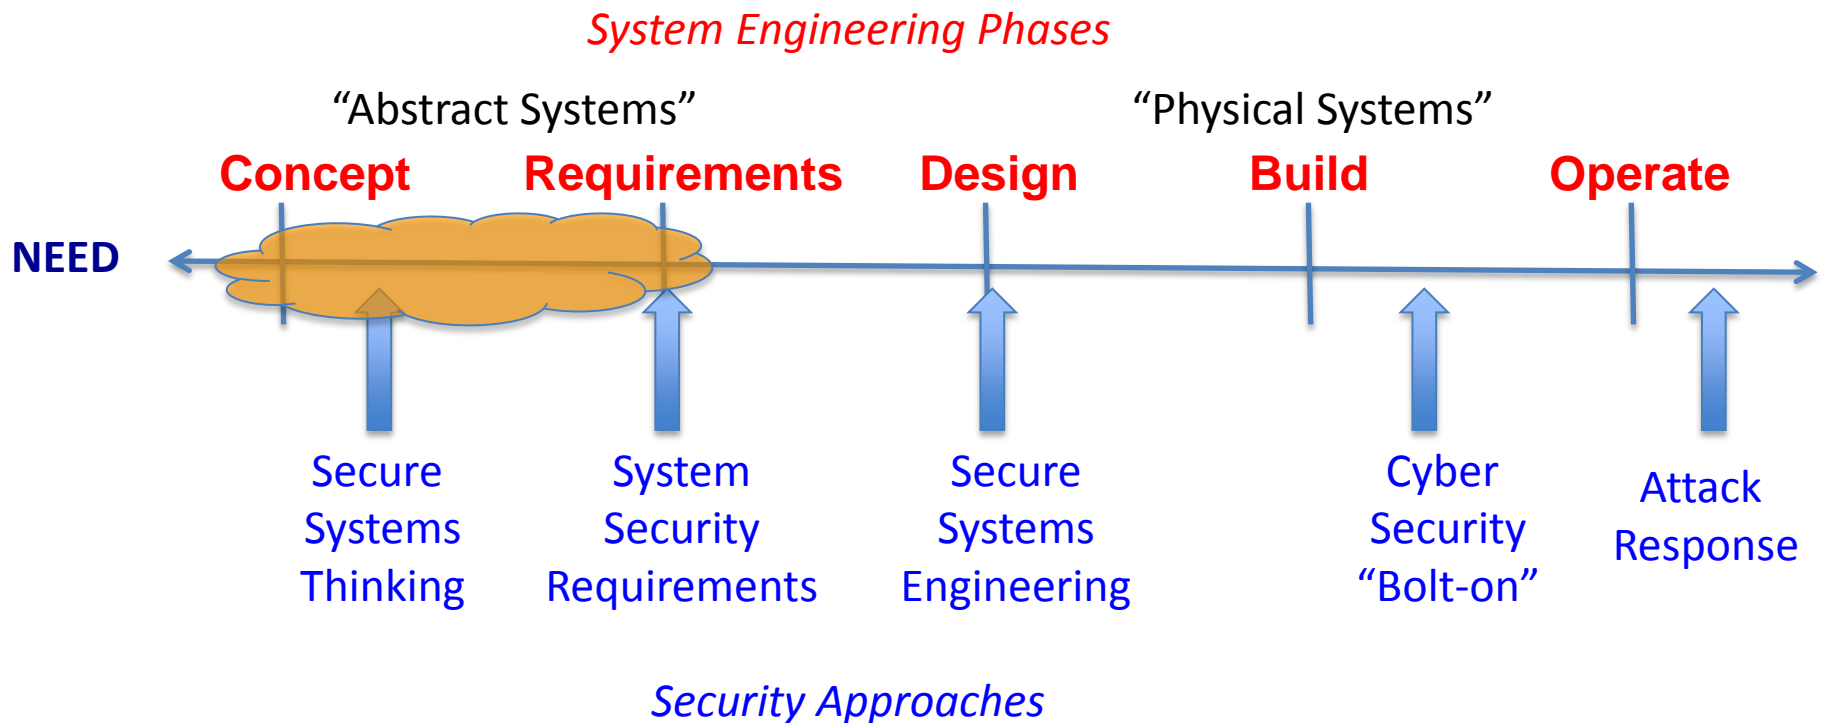 System Engineering Phases
“Abstract Systems” “Physical Systems”
Concept Requirements Design Build Operate
NEED
Secure
Systems
Thinking
System
Security
Requirements
Secure
Systems
Engineering
Cyber
Security
“Bolt-on”
Attack
Response
Security Approaches